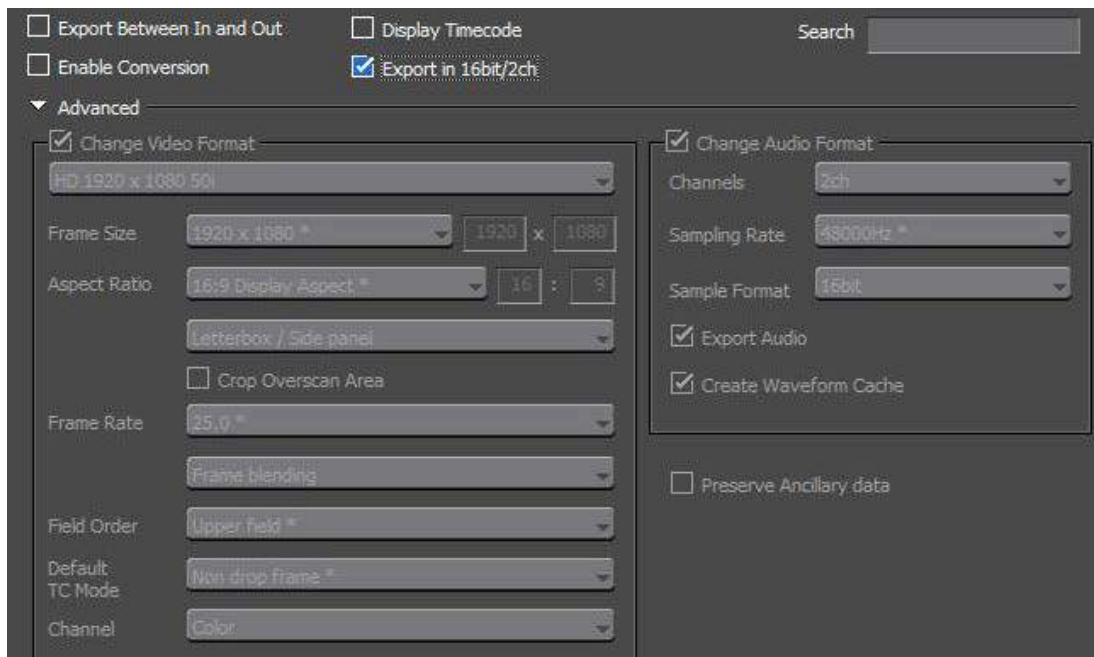 Export Between In and Out
Display Timecode
Search
Enable Conversion
Export in 16bit/2ch
Advanced
Change Video Format
HD 1920 x 1080 50i
Frame Size
1920 x 1080 *
1920 x 1080
Aspect Ratio
16:9 Display Aspect *
16 : 9
Letterbox / Side panel
Crop Overscan Area
Frame Rate
25.0 *
Frame blending
Field Order
Upper field *
Default
TC Mode
Non drop frame *
Channel
Color
Change Audio Format
Channels
2ch
Sampling Rate
48000Hz *
Sample Format
16bit
Export Audio
Create Waveform Cache
Preserve Ancillary data